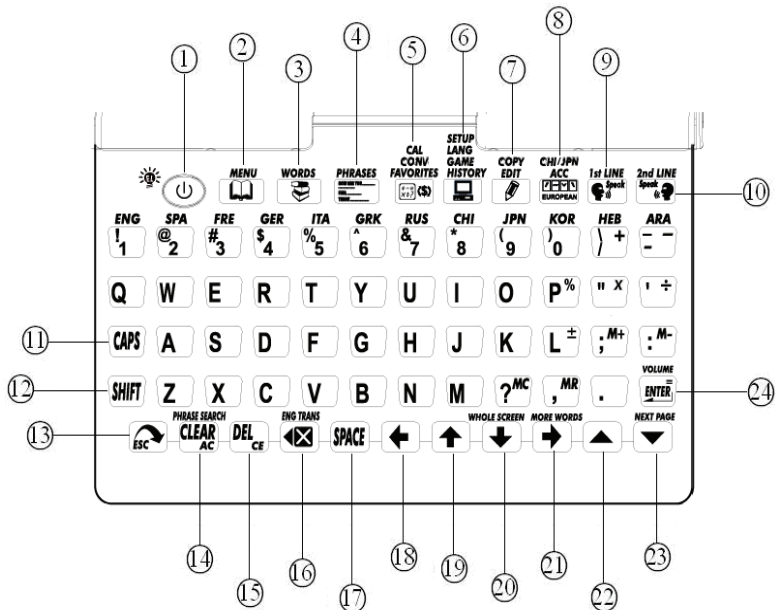 4
5
6
8
2
3
7
9
1
SETUP
LANG
GAME
HISTORY
CAL
CONV
FAVORITES
COPY
EDIT
CHI/JPN
ACC
MENU
WORDS
PHRASES
1st LINE
2nd LINE
Speak
Speak
EUROPEAN
($)
10
ENG SPA FRE GER ITA GRK RUS CHI JPN KOR HEB ARA
! 1 @ 2 # 3 $ 4 % 5 ^ 6 & 7 * 8 ( 9 ) 0 \ / + _ - –
Q W E R T Y U I O P % " X ' ÷
11 CAPS A S D F G H J K L ± ; M+ : M-
VOLUME
12 SHIFT Z X C V B N M ? MC , MR . ENTER = 24
PHRASE SEARCH ENG TRANS WHOLE SCREEN MORE WORDS NEXT PAGE
13 ESC CLEAR AC DEL CE SPACE
14 15 16 17 18 19 20 21 22 23